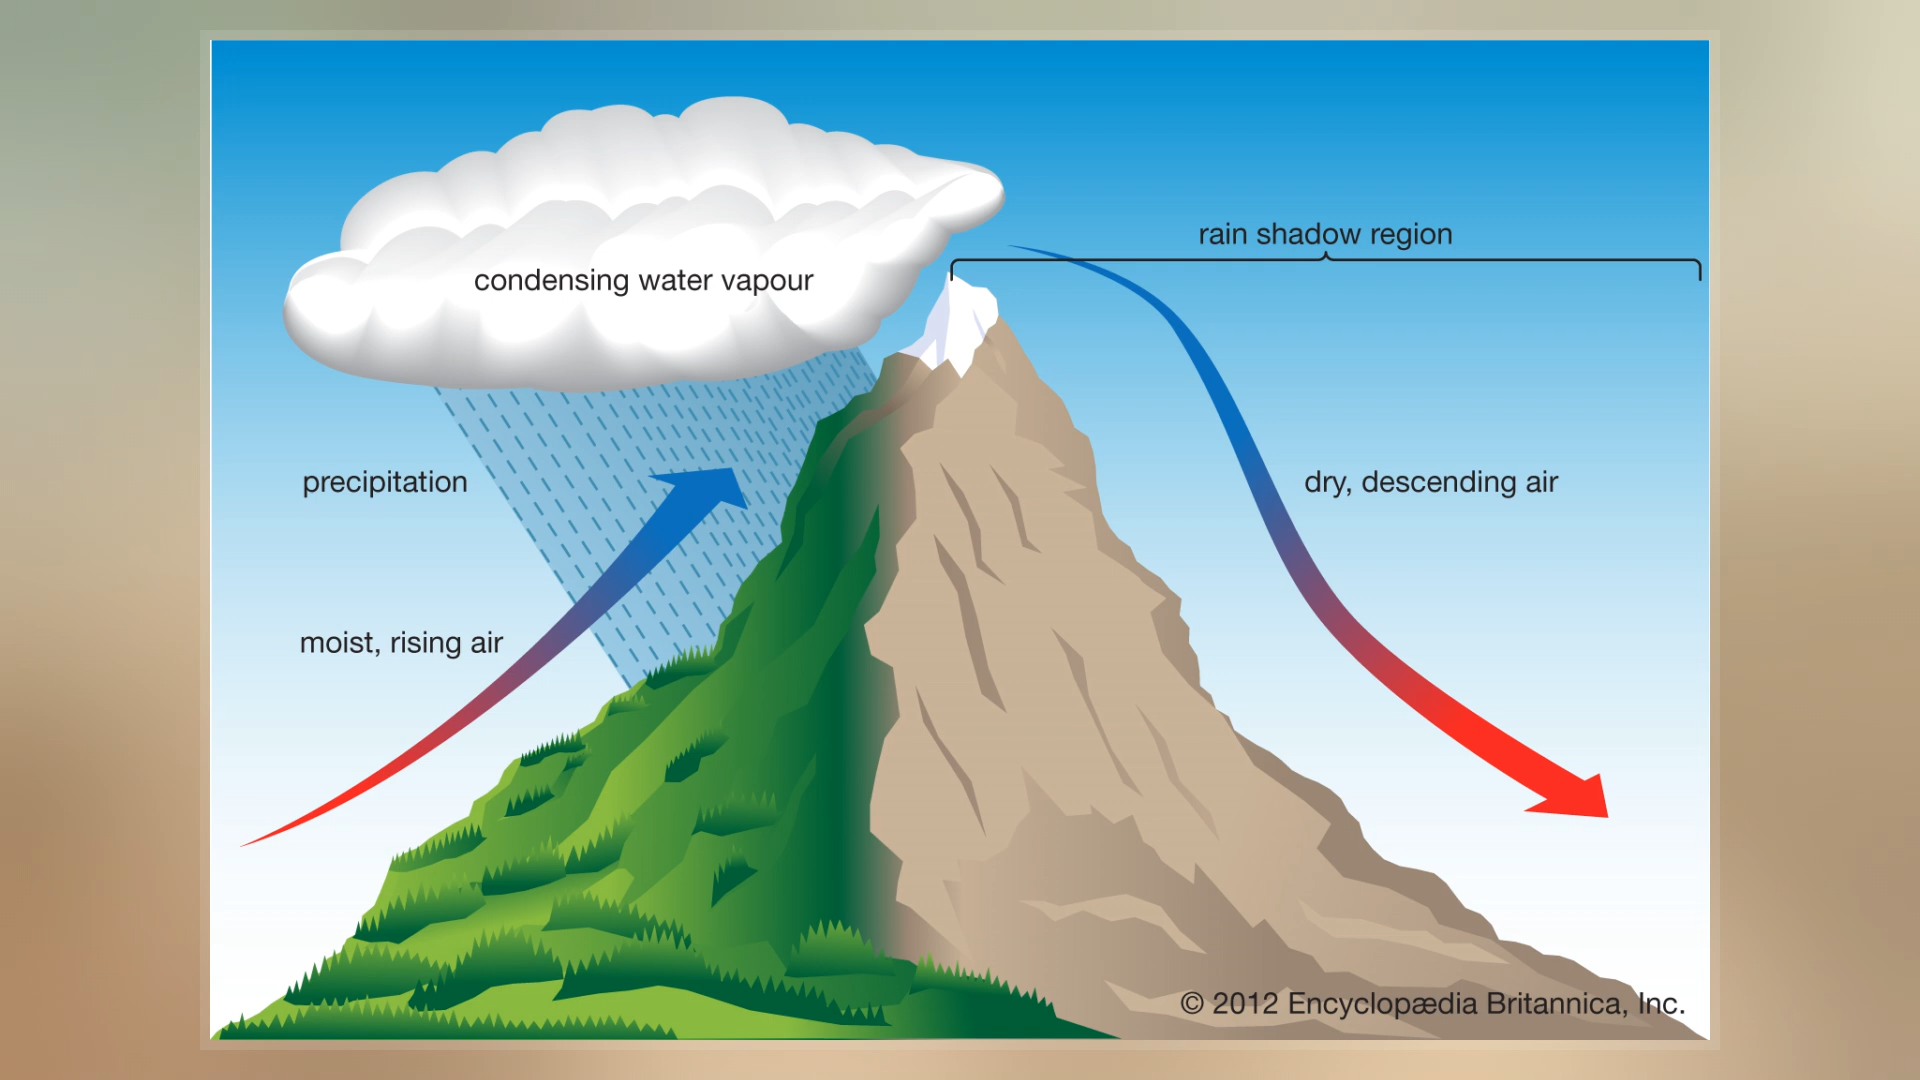 rain shadow region
condensing water vapour
precipitation
dry, descending air
moist, rising air
© 2012 Encyclopædia Britannica, Inc.